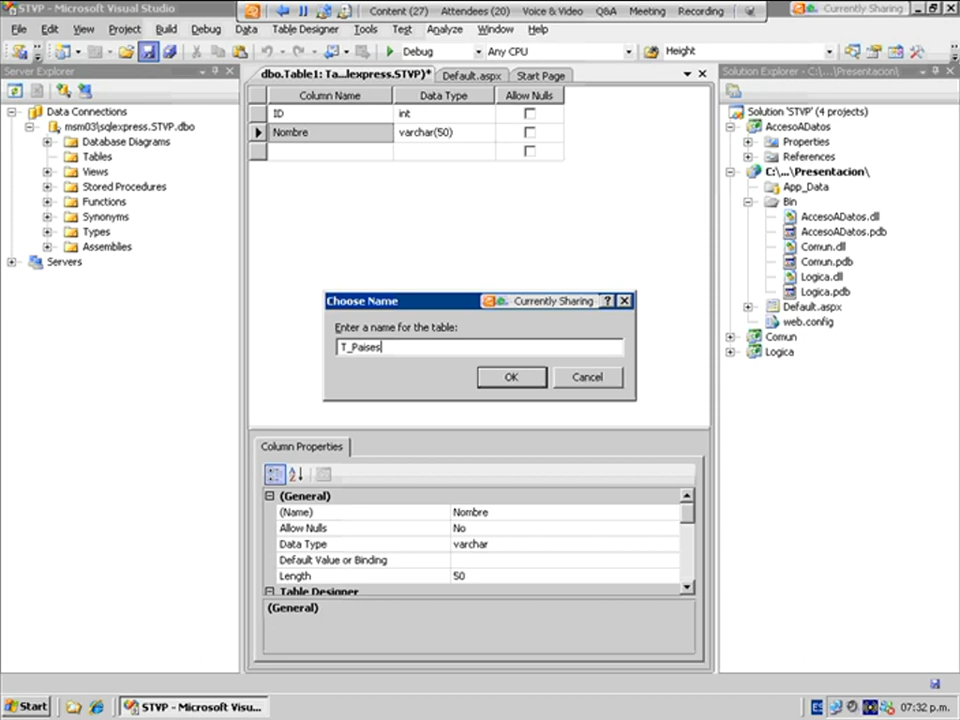 STVP - Microsoft Visual Studio
Content (27) Attendees (20) Voice & Video Q&A Meeting Recording
Currently Sharing
File Edit View Project Build Debug Data Table Designer Tools Test Analyze Window Help
Debug Any CPU Height
Server Explorer
Data Connections
msm03\sqlexpress.STVP.dbo
Database Diagrams
Tables
Views
Stored Procedures
Functions
Synonyms
Types
Assemblies
Servers
dbo.Table1: Ta...lexpress.STVP)* Default.aspx Start Page
Column Name Data Type Allow Nulls
ID int
Nombre varchar(50)
Choose Name Currently Sharing
Enter a name for the table:
T_Paises
OK Cancel
Column Properties
(General)
(Name) Nombre
Allow Nulls No
Data Type varchar
Default Value or Binding
Length 50
Table Designer
(General)
Solution Explorer - C:\...\Presentacion\
Solution 'STVP' (4 projects)
AccesoADatos
Properties
References
C:\...\Presentacion\
App_Data
Bin
AccesoADatos.dll
AccesoADatos.pdb
Comun.dll
Comun.pdb
Logica.dll
Logica.pdb
Default.aspx
web.config
Comun
Logica
Start STVP - Microsoft Visu... ES 07:32 p.m.